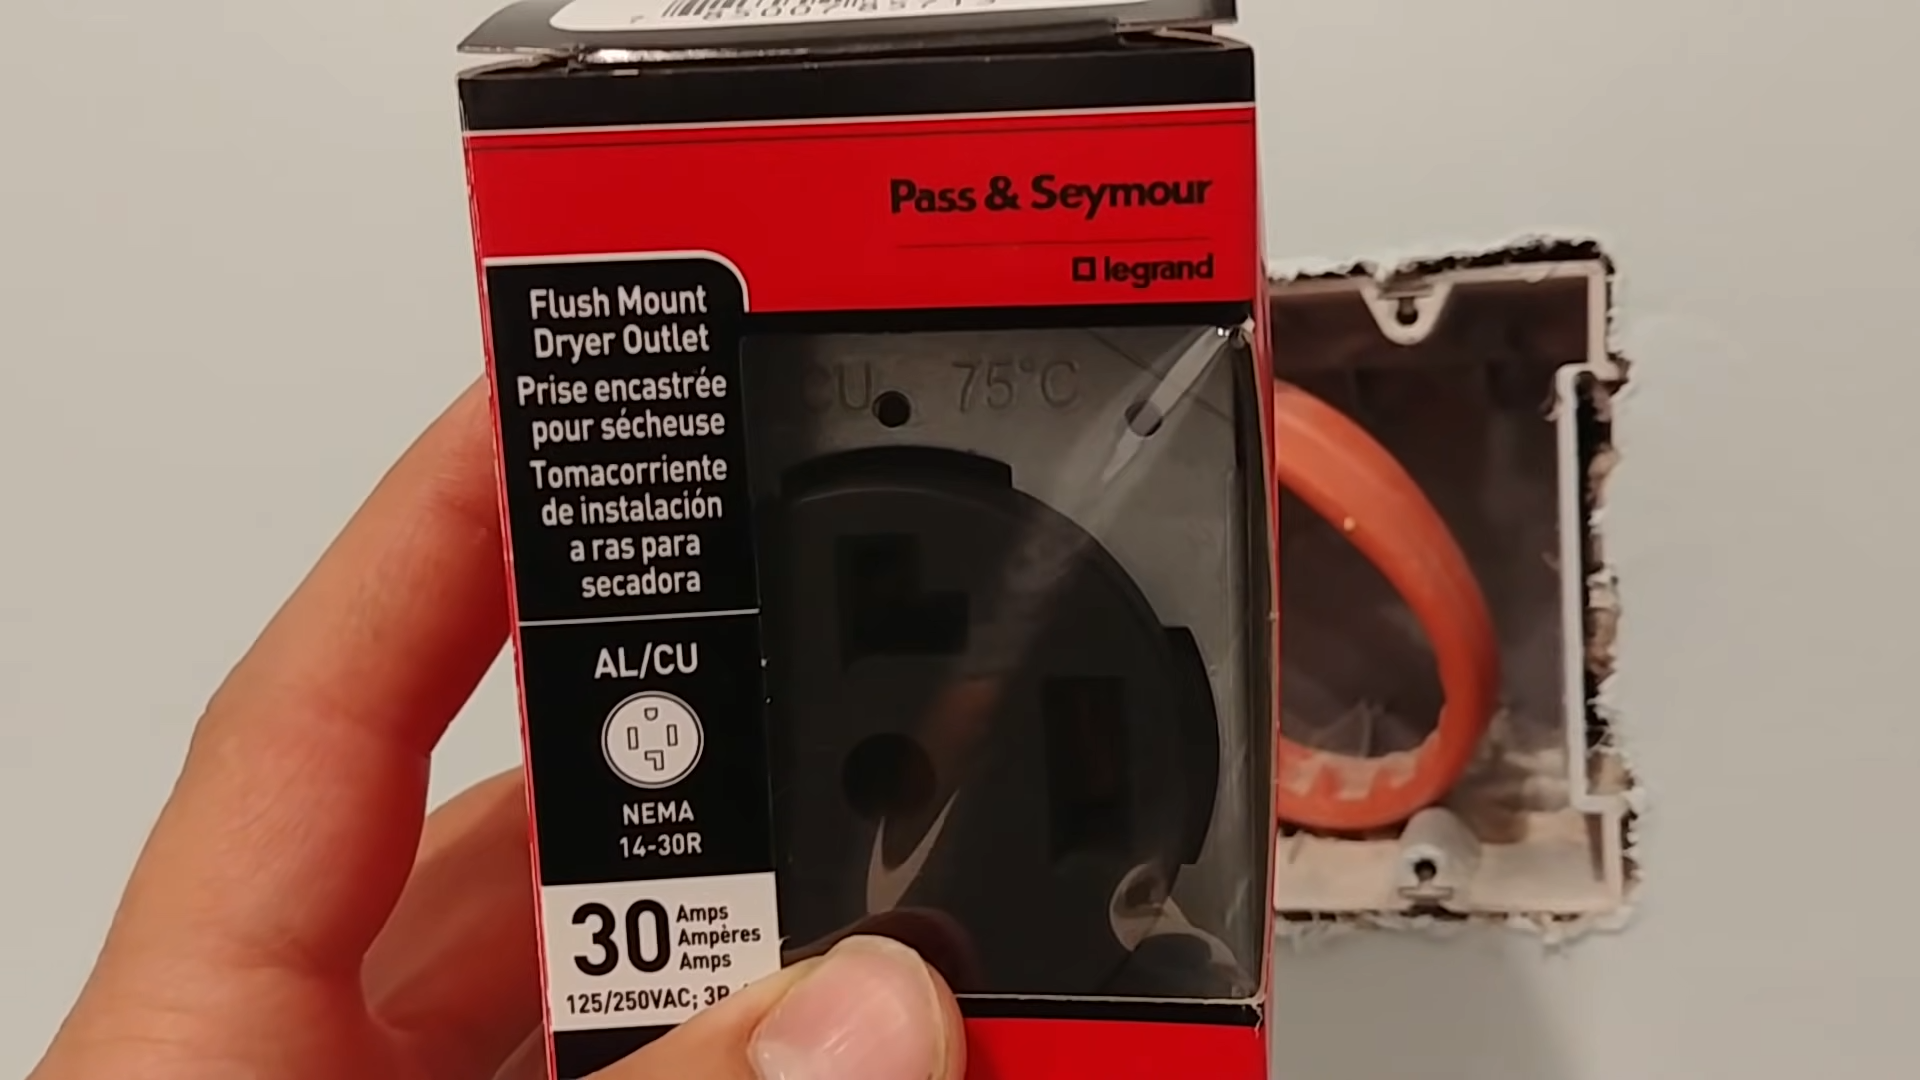 Pass & Seymour
legrand
Flush Mount
Dryer Outlet
Prise encastrée
pour sécheuse
Tomacorriente
de instalación
a ras para
secadora
AL/CU
NEMA
14-30R
30 Amps
Ampères
Amps
125/250VAC;
CU 75°C